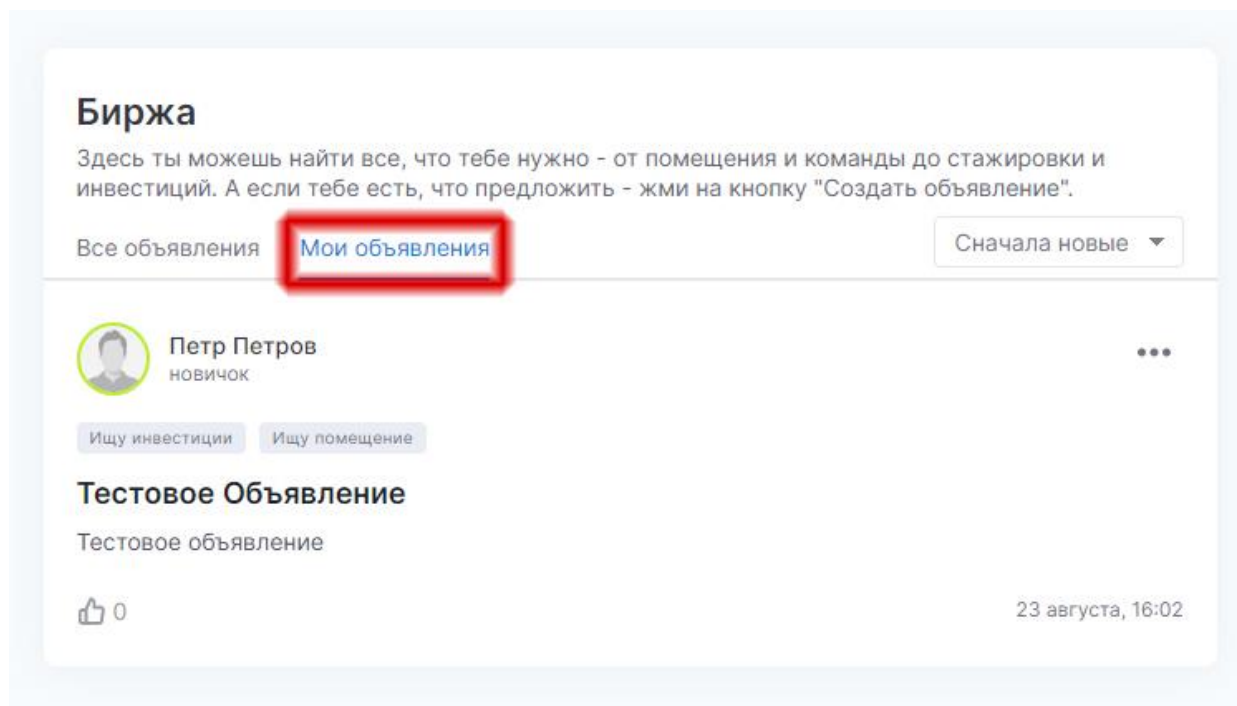 Биржа
Здесь ты можешь найти все, что тебе нужно - от помещения и команды до стажировки и
инвестиций. А если тебе есть, что предложить - жми на кнопку "Создать объявление".
Все объявления Мои объявления Сначала новые
Петр Петров
новичок
Ищу инвестиции Ищу помещение
Тестовое Объявление
Тестовое объявление
0 23 августа, 16:02